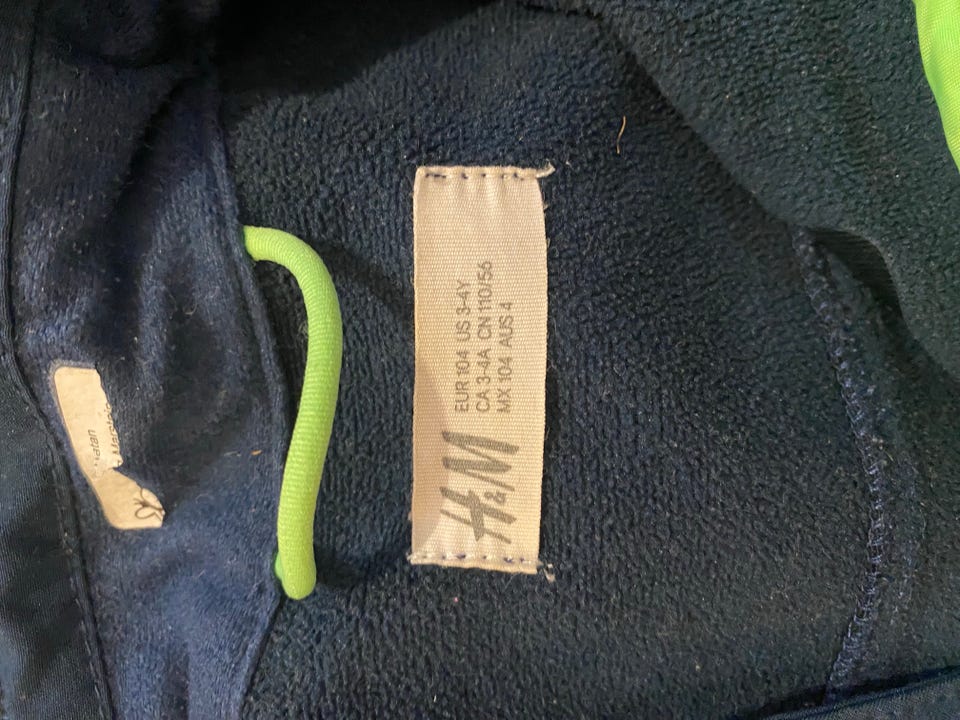 H&M
EUR 104 US 3-4Y
CA 3-4A CN 110/56
MX 104 AUS 4